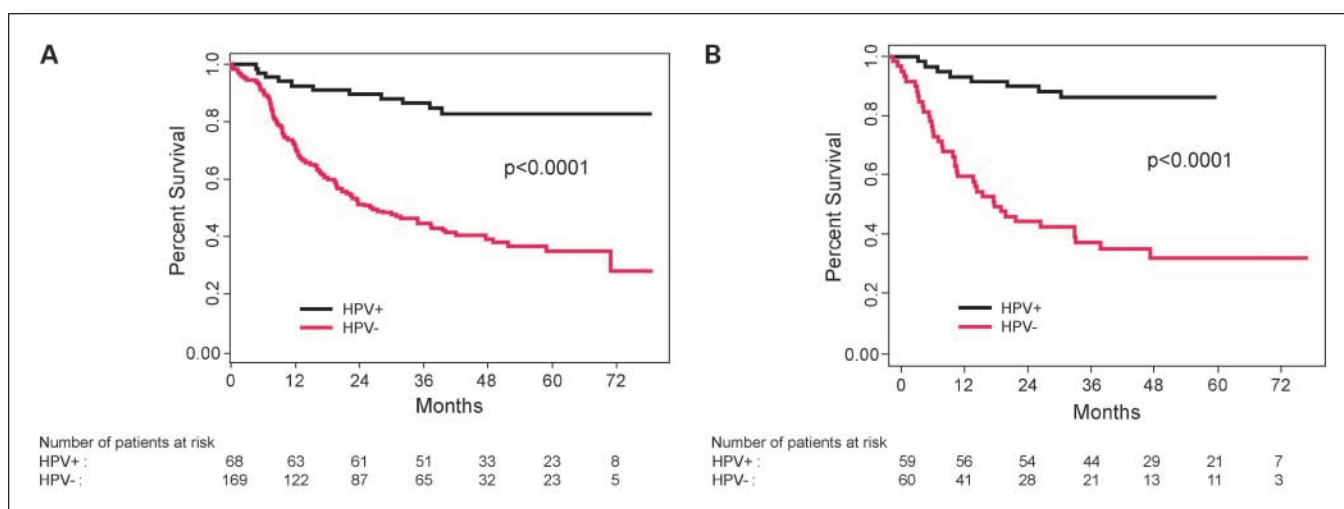 A
Percent Survival
1.0
0.8
0.6
0.4
0.2
0.00
p<0.0001
HPV+
HPV-
0 12 24 36 48 60 72
Months
Number of patients at risk
HPV+ : 68 63 61 51 33 23 8
HPV- : 169 122 87 65 32 23 5
B
Percent Survival
1.0
0.8
0.6
0.4
0.2
0.00
p<0.0001
HPV+
HPV-
0 12 24 36 48 60 72
Months
Number of patients at risk
HPV+ : 59 56 54 44 29 21 7
HPV- : 60 41 28 21 13 11 3